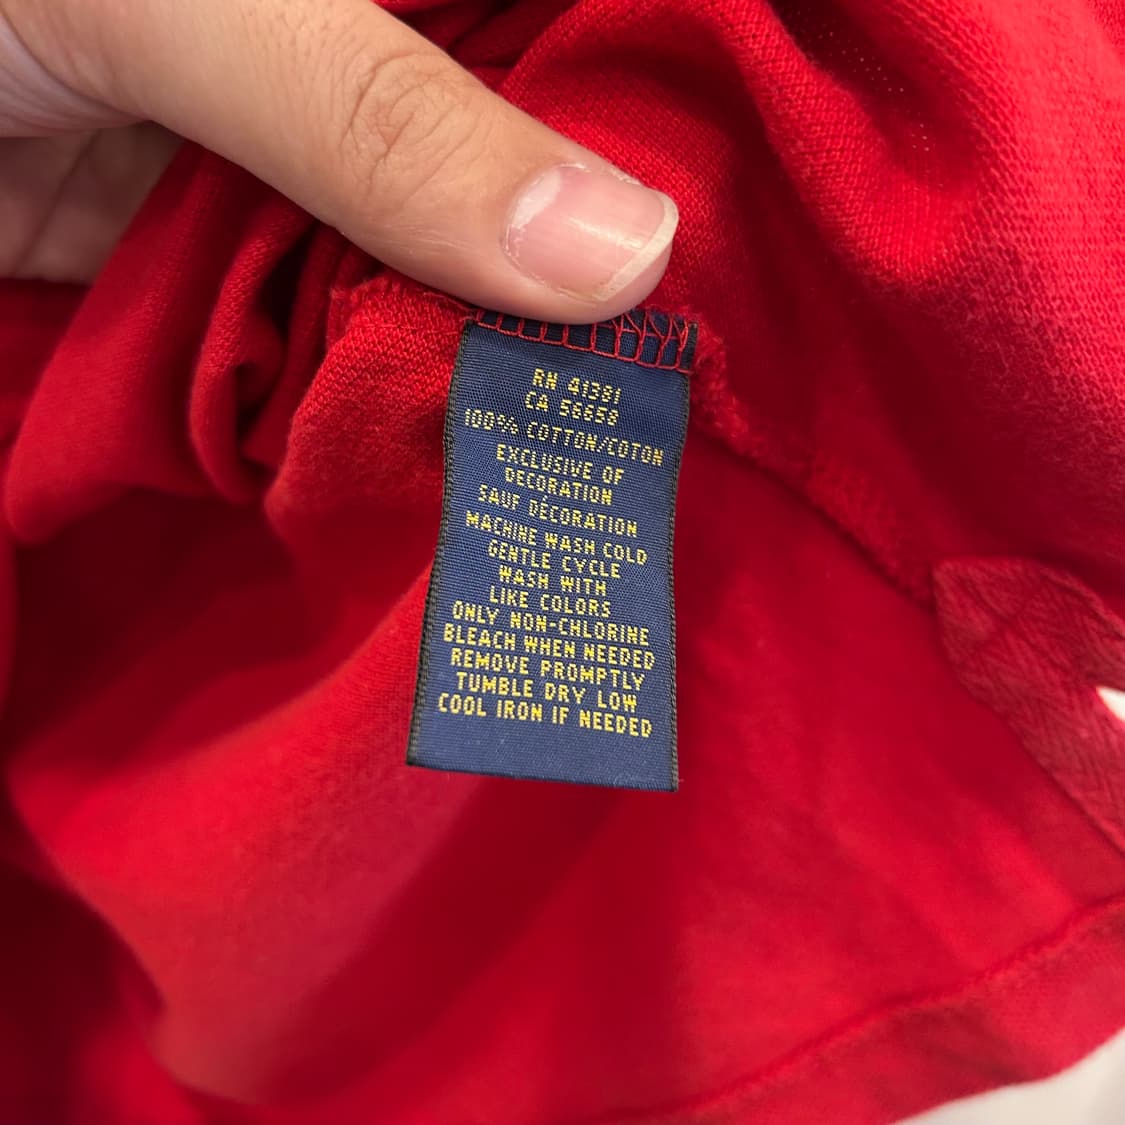 RN 41381
CA 56658
100% COTTON/COTON
EXCLUSIVE OF
DECORATION
SAUF DÉCORATION
MACHINE WASH COLD
GENTLE CYCLE
WASH WITH
LIKE COLORS
ONLY NON-CHLORINE
BLEACH WHEN NEEDED
REMOVE PROMPTLY
TUMBLE DRY LOW
COOL IRON IF NEEDED